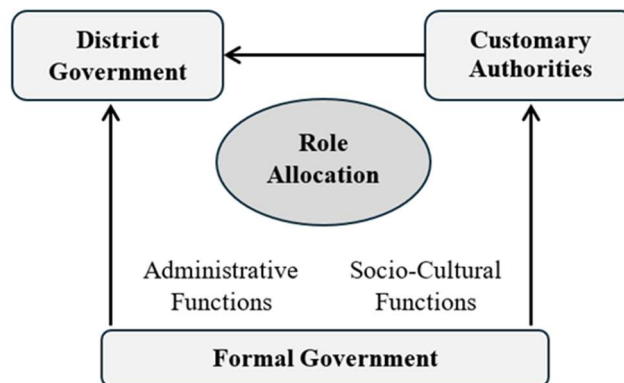 District
Government
Customary
Authorities
Role
Allocation
Administrative
Functions
Socio-Cultural
Functions
Formal Government